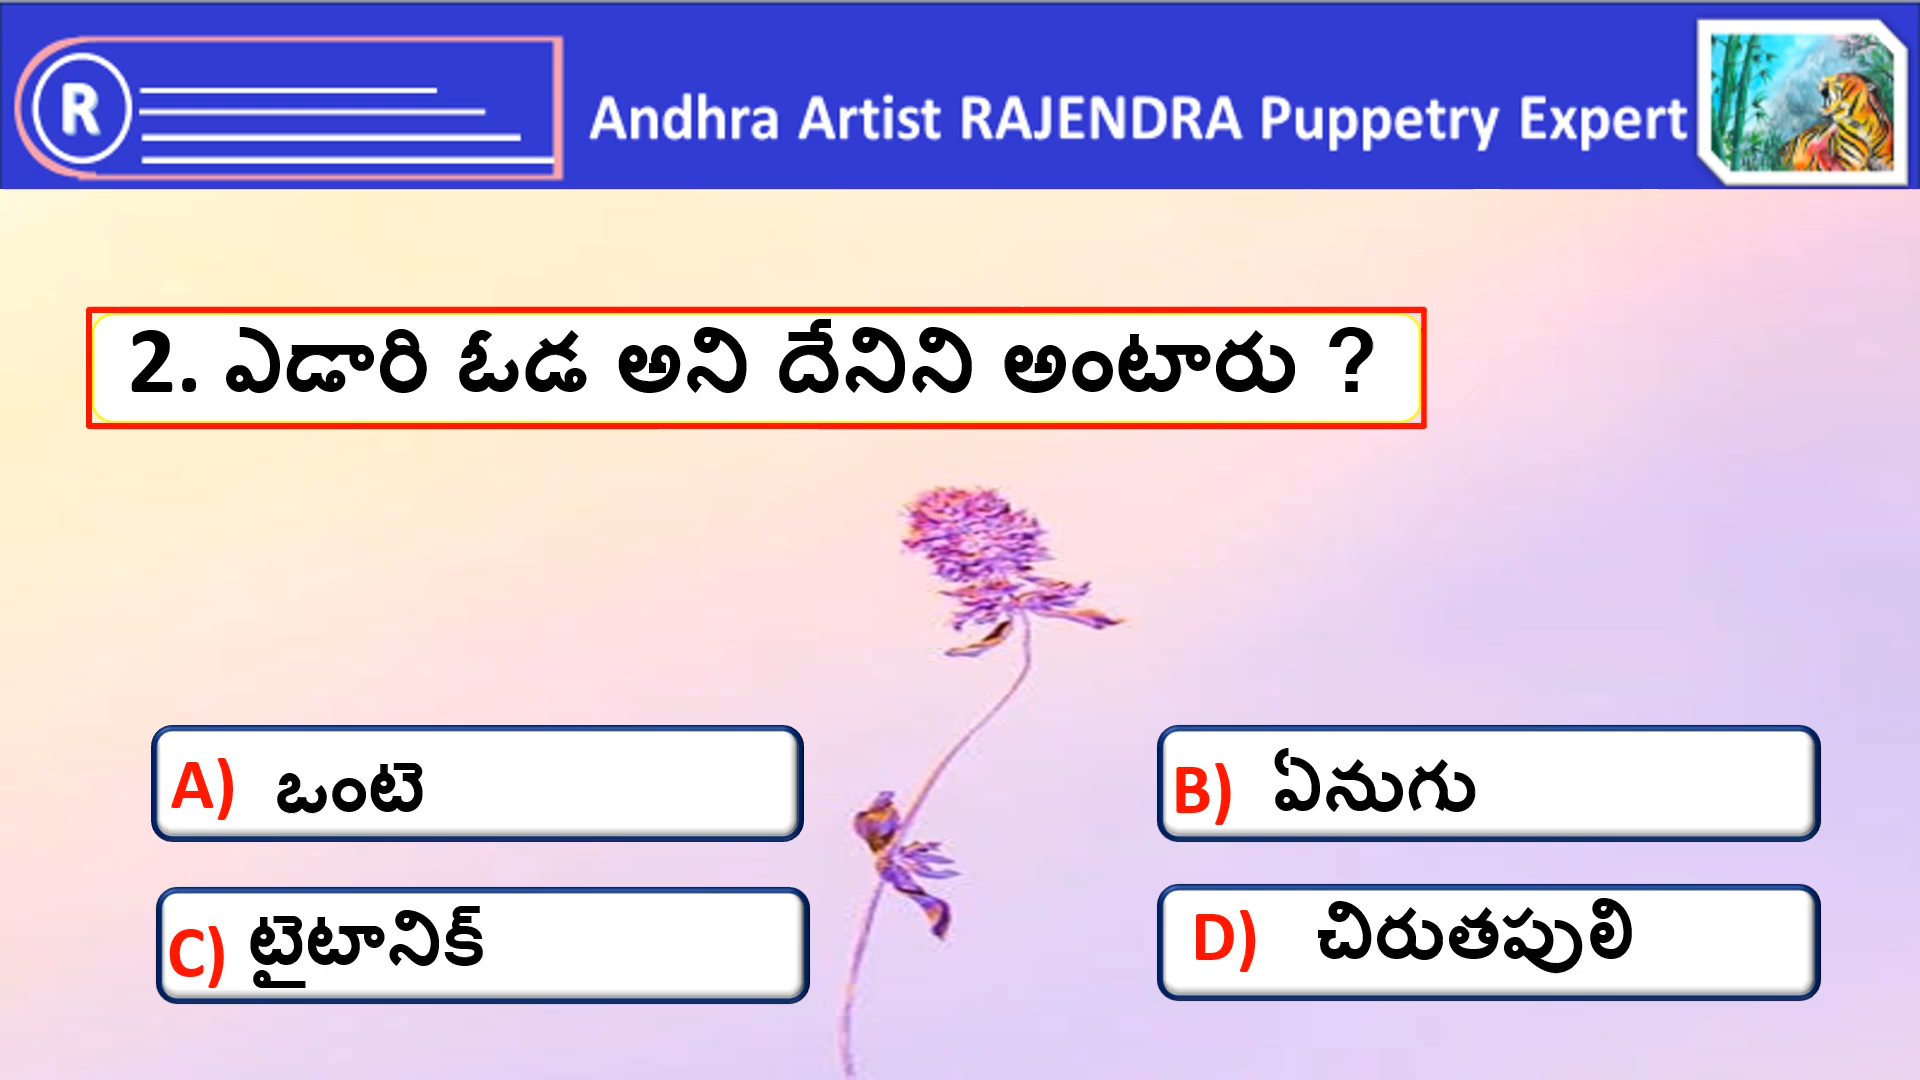 R
Andhra Artist RAJENDRA Puppetry Expert
2. ఎడారి ఓడ అని దేనిని అంటారు ?
A) ఒంటె
B) ఏనుగు
C) టైటానిక్
D) చిరుతపులి